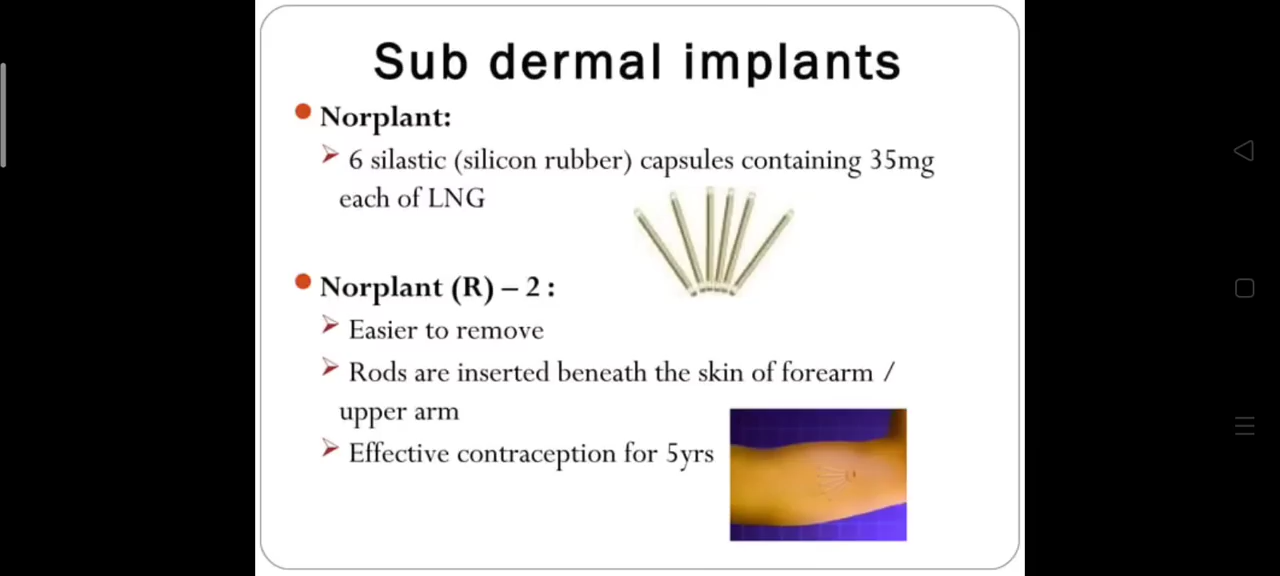 Sub dermal implants
Norplant:
6 silastic (silicon rubber) capsules containing 35mg
each of LNG
Norplant (R) – 2 :
Easier to remove
Rods are inserted beneath the skin of forearm /
upper arm
Effective contraception for 5yrs